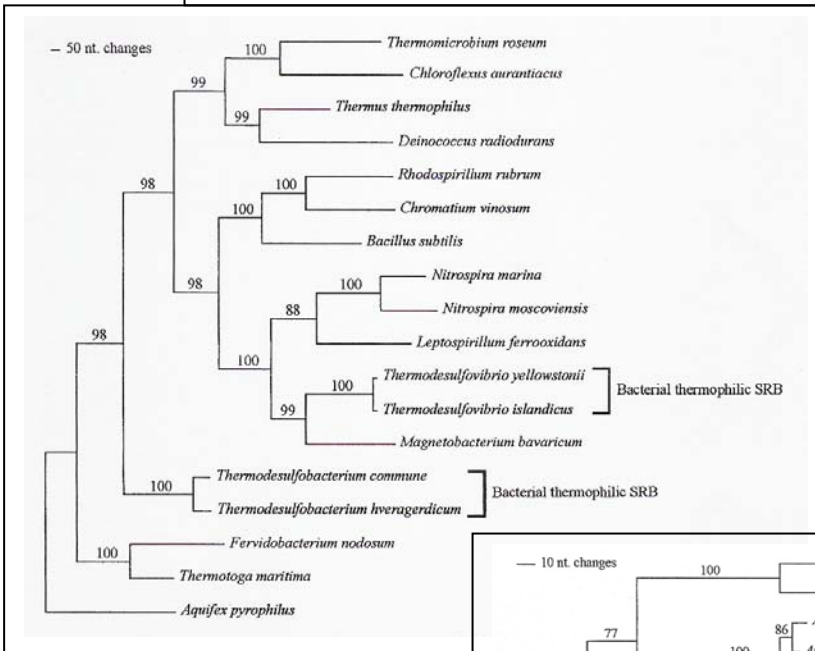 — 50 nt. changes
100
Thermomicrobium roseum
Chloroflexus aurantiacus
99
99
Thermus thermophilus
Deinococcus radiodurans
98
100
Rhodospirilium rubrum
100
Chromatium vinosum
Bacillus subtilis
98
Nitrospira marina
100
88
Nitrospira moscoviensis
98
Leptospirillum ferrooxidans
100
Thermodesulfovibrio yellowstonii
100
Bacterial thermophilic SRB
99
Thermodesulfovibrio islandicus
Magnetobacterium bavaricum
Thermodesulfobacterium commune
100
Bacterial thermophilic SRB
Thermodesulfobacterium hveragerdicum
Fervidobacterium nodosum
100
Thermotoga maritima
Aquifex pyrophilus
— 10 nt. changes
100
77
86
100